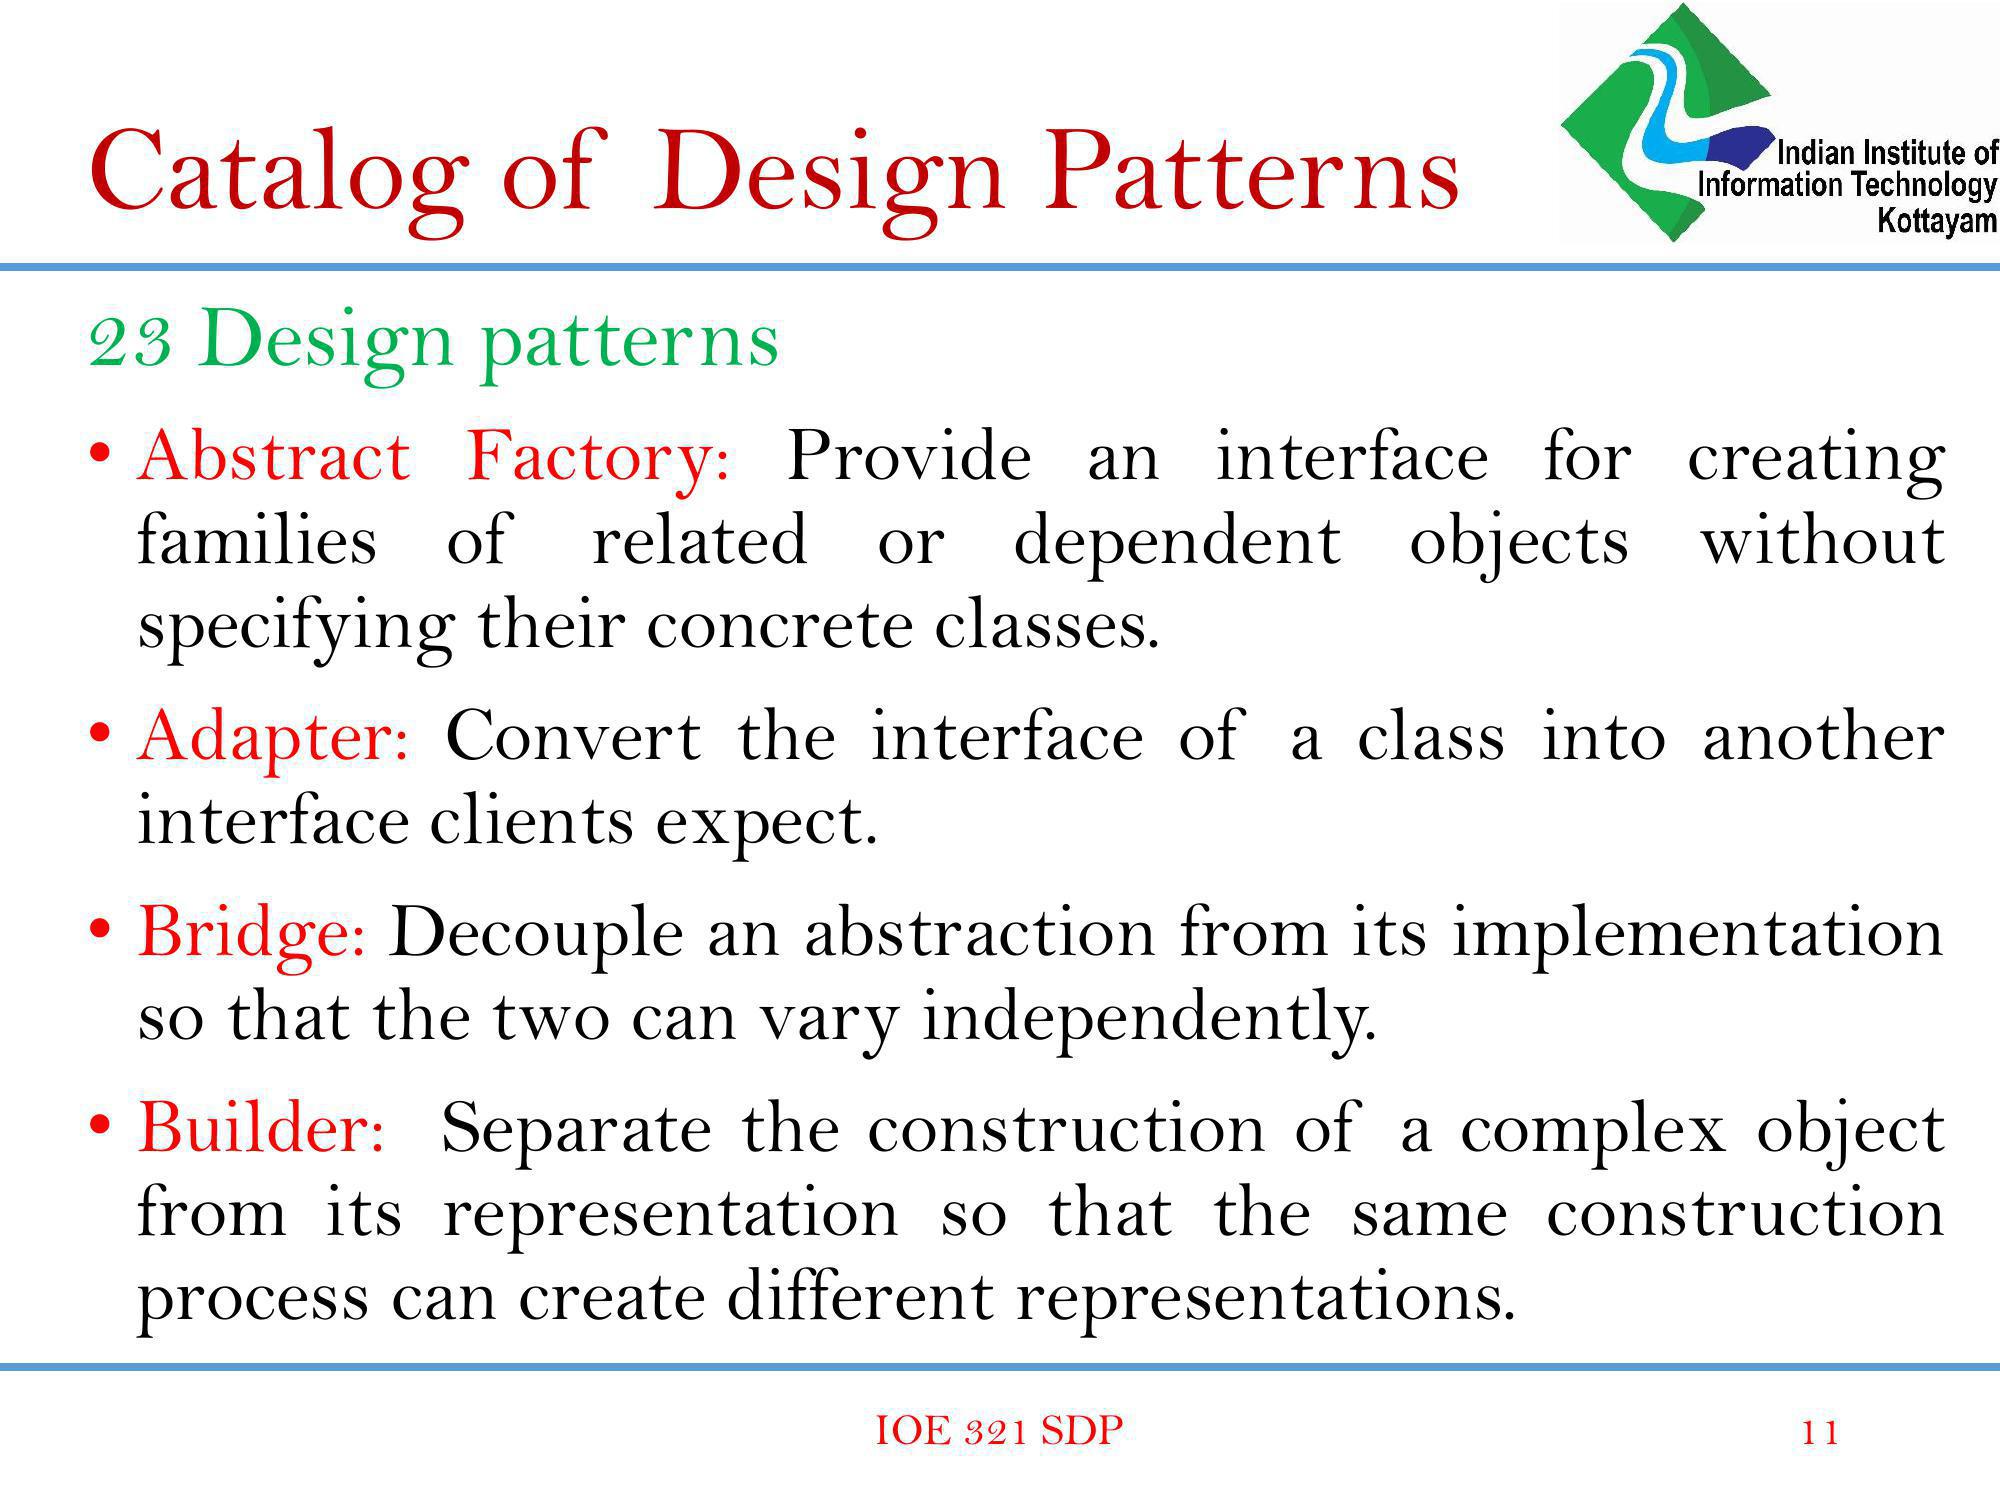 Catalog of Design Patterns
Indian Institute of
Information Technology
Kottayam
23 Design patterns
• Abstract Factory: Provide an interface for creating
families of related or dependent objects without
specifying their concrete classes.
• Adapter: Convert the interface of a class into another
interface clients expect.
• Bridge: Decouple an abstraction from its implementation
so that the two can vary independently.
• Builder: Separate the construction of a complex object
from its representation so that the same construction
process can create different representations.
IOE 321 SDP
11